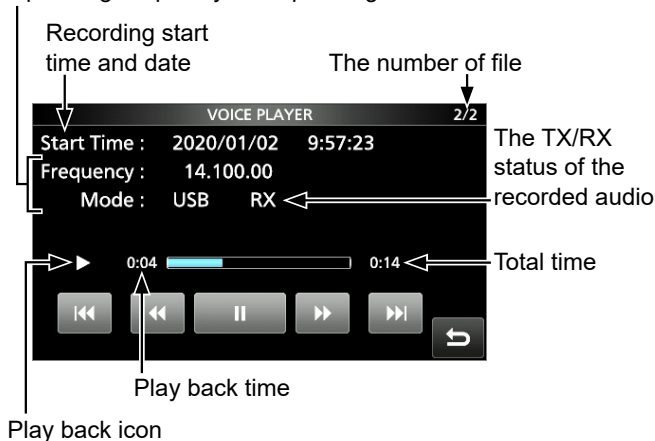 Recording start
time and date
The number of file
VOICE PLAYER 2/2
Start Time : 2020/01/02 9:57:23
Frequency : 14.100.00
Mode : USB RX
The TX/RX
status of the
recorded audio
0:04 0:14
Total time
Play back time
Play back icon